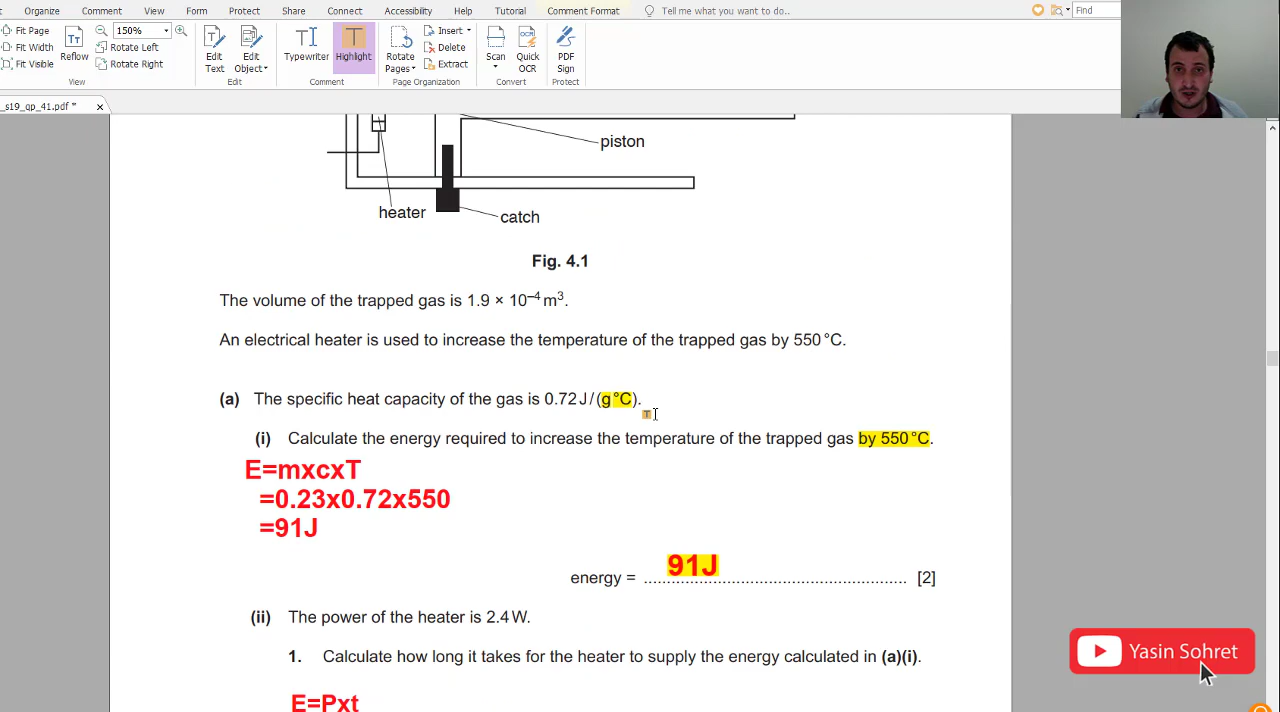 Organize Comment View Form Protect Share Connect Accessibility Help Tutorial Comment Format Tell me what you want to do..
Find
Fit Page
Fit Width
Fit Visible
Reflow
150%
Rotate Left
Rotate Right
View
Edit Text
Edit Object
Edit
Typewriter
Highlight
Comment
Rotate Pages
Insert
Delete
Extract
Page Organization
Scan
Quick OCR
Convert
PDF Sign
Protect
_s19_qp_41.pdf *
piston
heater
catch
Fig. 4.1
The volume of the trapped gas is 1.9 × 10⁻⁴ m³.
An electrical heater is used to increase the temperature of the trapped gas by 550 °C.
(a) The specific heat capacity of the gas is 0.72 J / (g °C).
(i) Calculate the energy required to increase the temperature of the trapped gas by 550 °C.
E=mxcxT
=0.23x0.72x550
=91J
91J
energy = ........................................................ [2]
(ii) The power of the heater is 2.4 W.
1. Calculate how long it takes for the heater to supply the energy calculated in (a)(i).
E=Pxt
Yasin Sohret